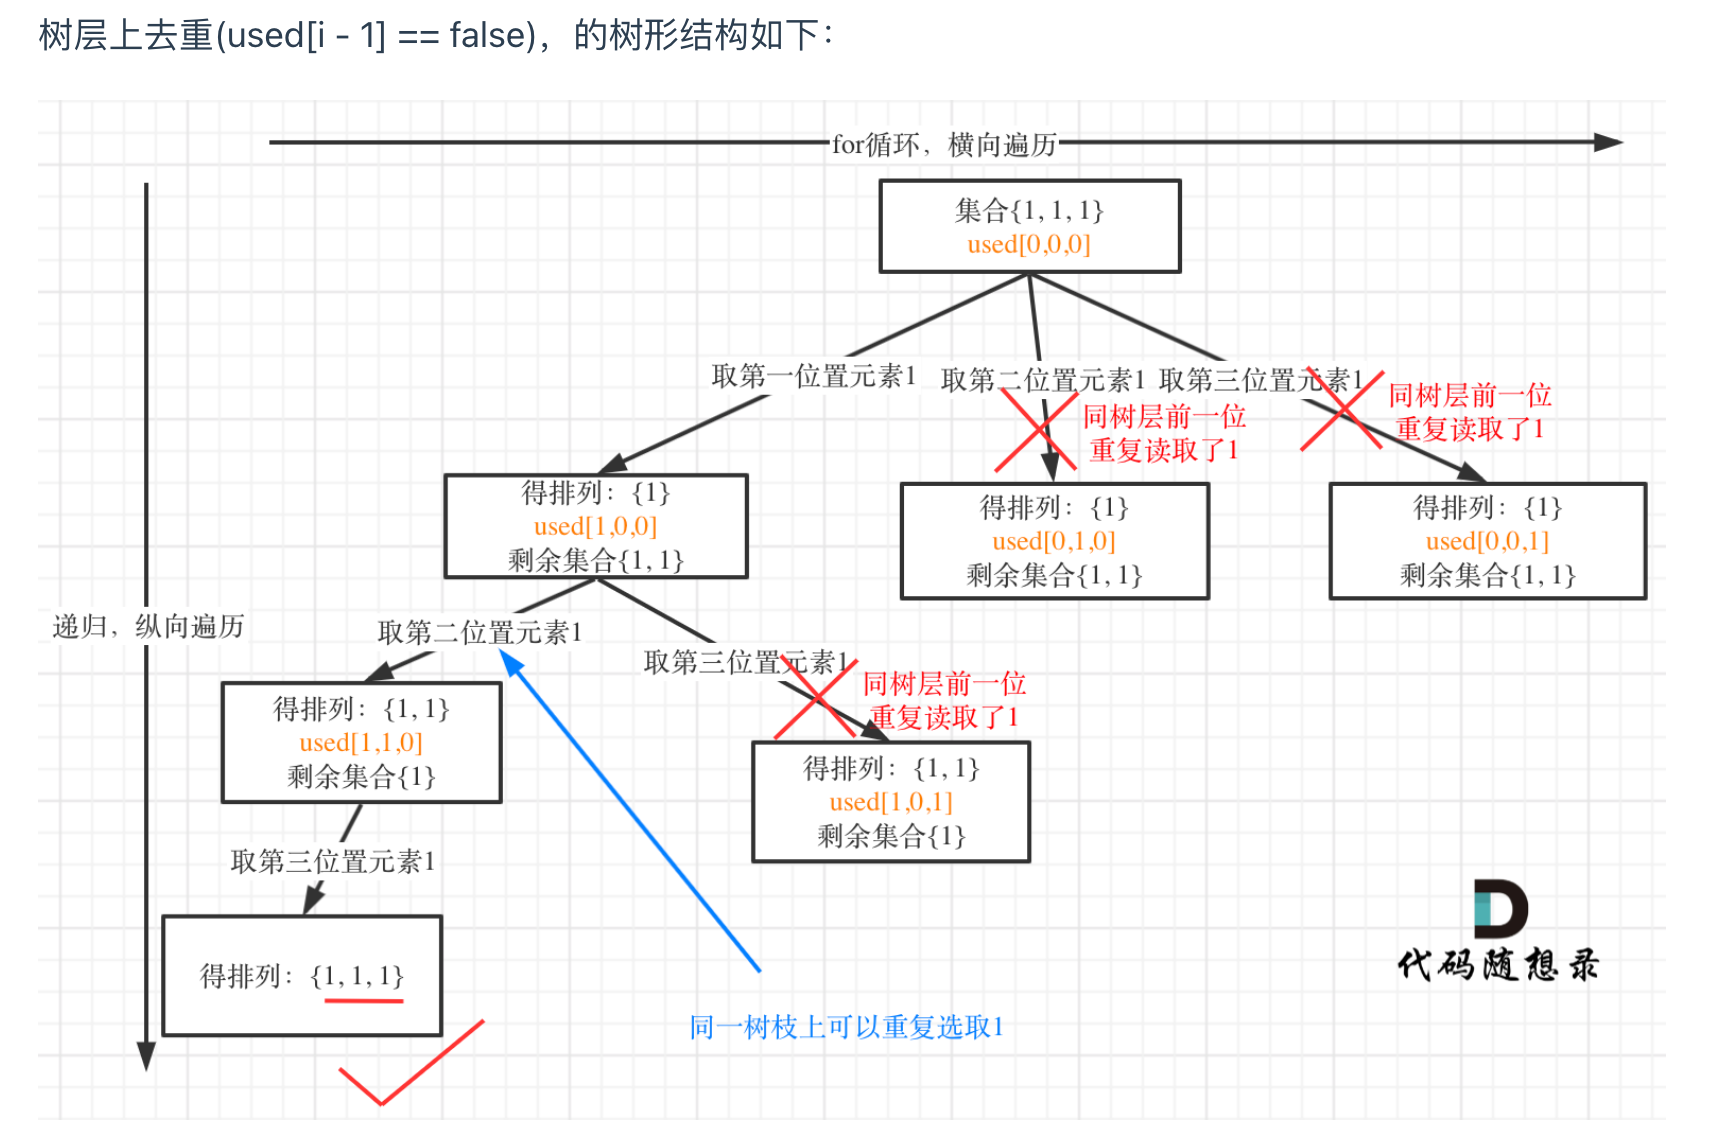 树层上去重(used[i - 1] == false)，的树形结构如下：
for循环，横向遍历
集合{1, 1, 1}
used[0,0,0]
取第一位置元素1
取第二位置元素1
取第三位置元素1
同树层前一位
重复读取了1
同树层前一位
重复读取了1
得排列：{1}
used[1,0,0]
剩余集合{1, 1}
得排列：{1}
used[0,1,0]
剩余集合{1, 1}
得排列：{1}
used[0,0,1]
剩余集合{1, 1}
递归，纵向遍历
取第二位置元素1
取第三位置元素1
同树层前一位
重复读取了1
得排列：{1, 1}
used[1,1,0]
剩余集合{1}
得排列：{1, 1}
used[1,0,1]
剩余集合{1}
取第三位置元素1
得排列：{1, 1, 1}
同一树枝上可以重复选取1
代码随想录